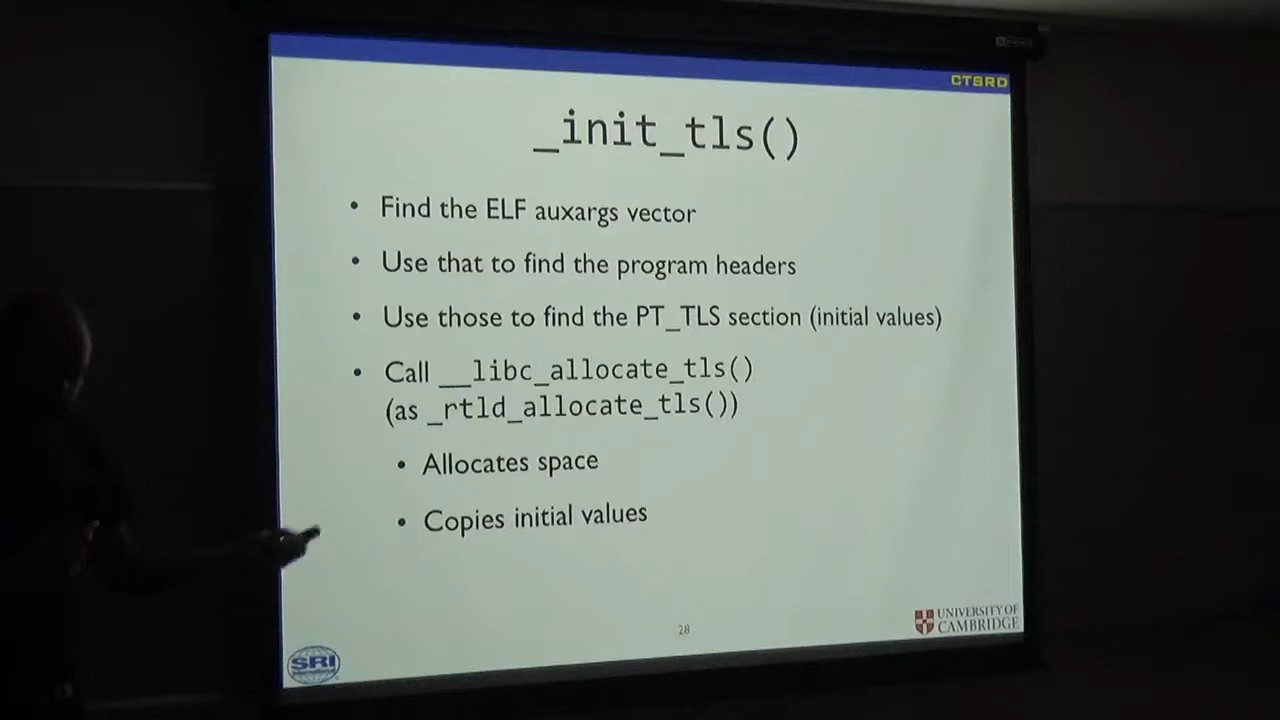 CTSRD
_init_tls()
• Find the ELF auxargs vector
• Use that to find the program headers
• Use those to find the PT_TLS section (initial values)
• Call __libc_allocate_tls()
(as _rtld_allocate_tls())
• Allocates space
• Copies initial values
28
UNIVERSITY OF
CAMBRIDGE
SRI